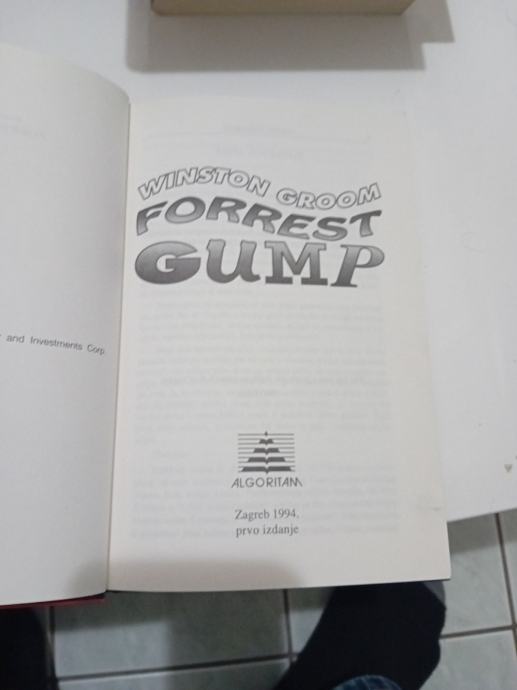 and Investments Corp.
WINSTON GROOM
FORREST
GUMP
ALGORITAM
Zagreb 1994.
prvo izdanje